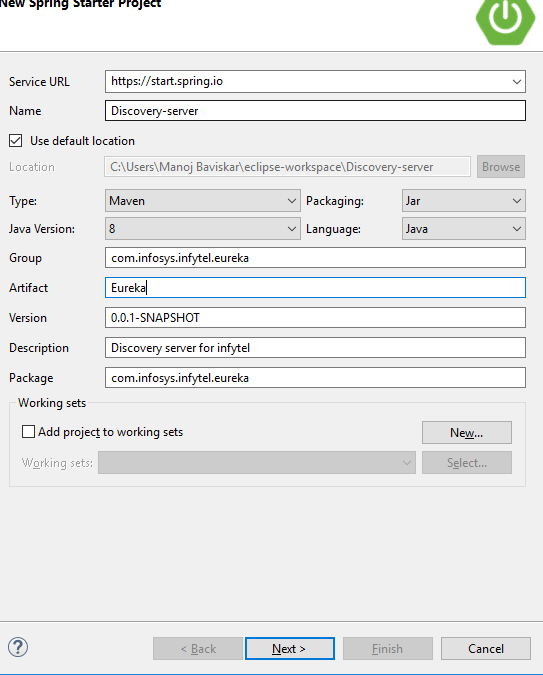 New Spring Starter Project
Service URL https://start.spring.io
Name Discovery-server
Use default location
Location C:\Users\Manoj Baviskar\eclipse-workspace\Discovery-server Browse
Type: Maven Packaging: Jar
Java Version: 8 Language: Java
Group com.infosys.infytel.eureka
Artifact Eureka
Version 0.0.1-SNAPSHOT
Description Discovery server for infytel
Package com.infosys.infytel.eureka
Working sets
Add project to working sets New...
Working sets: Select...
? < Back Next > Finish Cancel